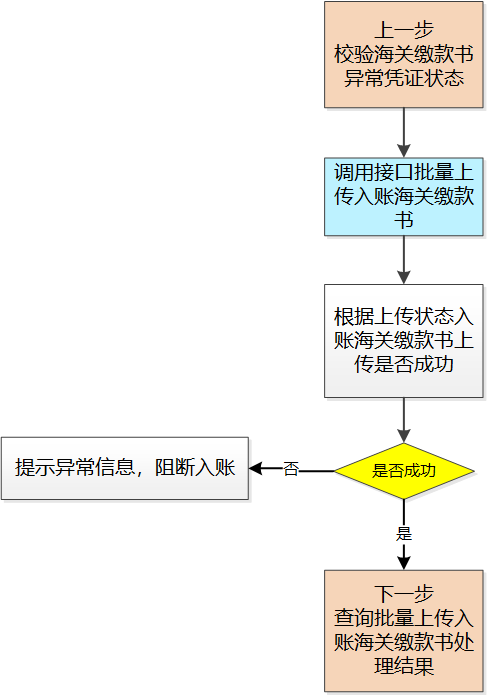 上一步
校验海关缴款书
异常凭证状态
调用接口批量上
传入账海关缴款
书
根据上传状态入
账海关缴款书上
传是否成功
是否成功
否
提示异常信息，阻断入账
是
下一步
查询批量上传入
账海关缴款书处
理结果